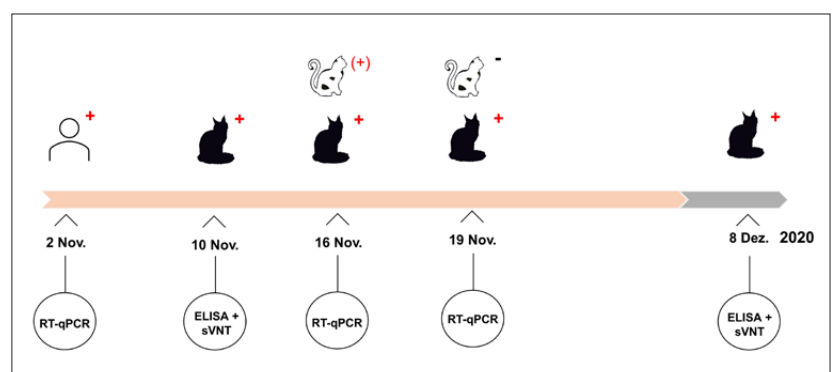 (+)
-
+
+
+
+
+
2 Nov.
10 Nov.
16 Nov.
19 Nov.
8 Dez. 2020
RT-qPCR
ELISA +
sVNT
RT-qPCR
RT-qPCR
ELISA +
sVNT